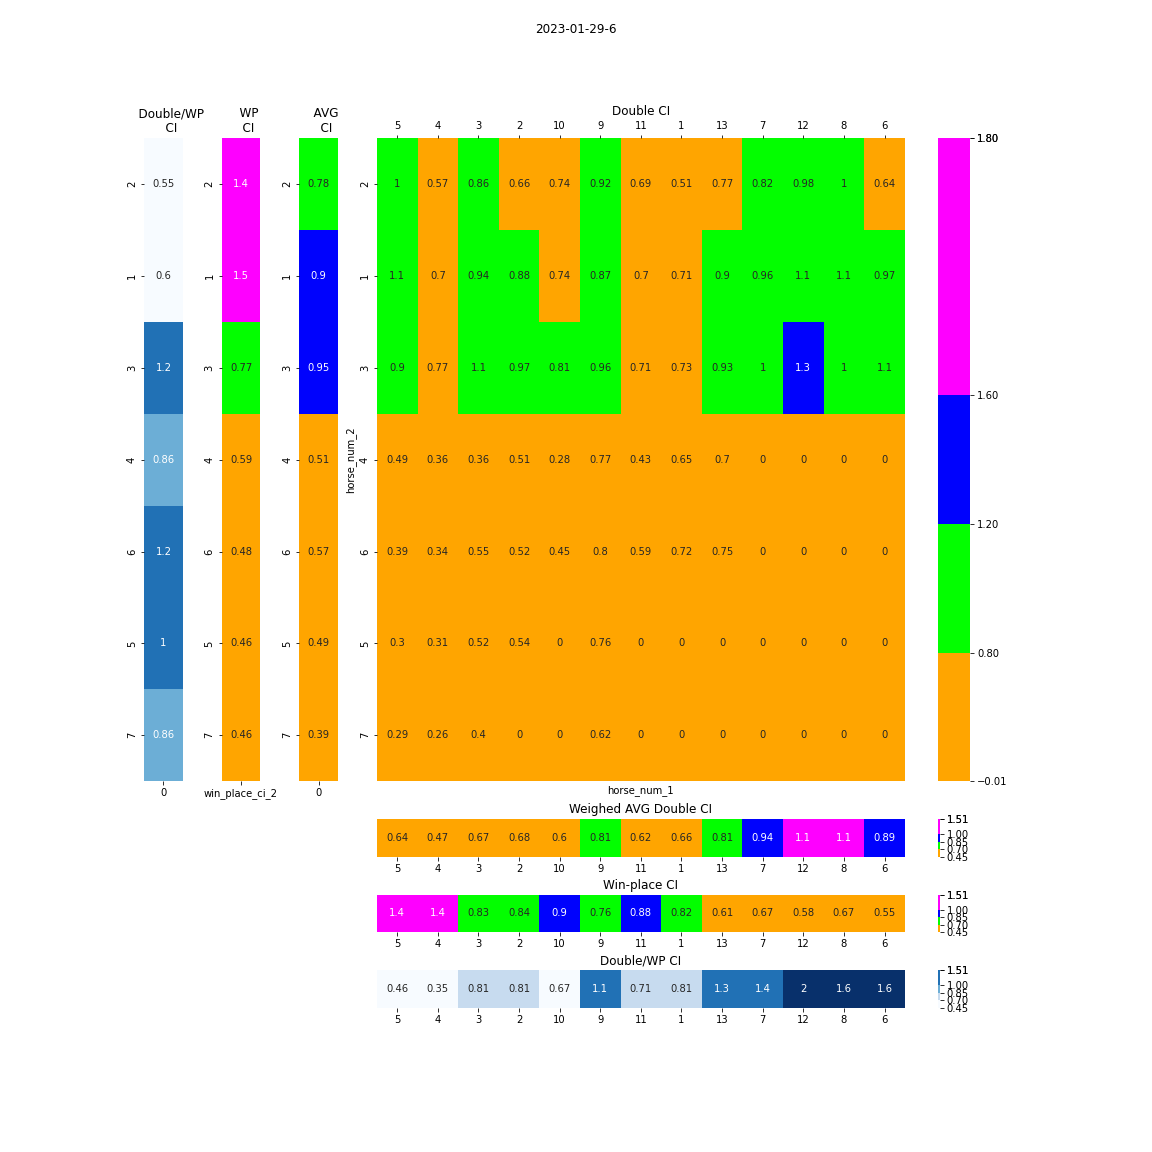 2023-01-29-6
Double/WP CI
WP CI
AVG CI
Double CI
5 4 3 2 10 9 11 1 13 7 12 8 6
2 0.55 2 1.4 2 0.78 2 1 0.57 0.86 0.66 0.74 0.92 0.69 0.51 0.77 0.82 0.98 1 0.64
1 0.6 1 1.5 1 0.9 1 1.1 0.7 0.94 0.88 0.74 0.87 0.7 0.71 0.9 0.96 1.1 1.1 0.97
3 1.2 3 0.77 3 0.95 3 0.9 0.77 1.1 0.97 0.81 0.96 0.71 0.73 0.93 1 1.3 1 1.1
4 0.86 4 0.59 4 0.51 4 0.49 0.36 0.36 0.51 0.28 0.77 0.43 0.65 0.7 0 0 0 0
6 1.2 6 0.48 6 0.57 6 0.39 0.34 0.55 0.52 0.45 0.8 0.59 0.72 0.75 0 0 0 0
5 1 5 0.46 5 0.49 5 0.3 0.31 0.52 0.54 0 0.76 0 0 0 0 0 0 0
7 0.86 7 0.46 7 0.39 7 0.29 0.26 0.4 0 0 0.62 0 0 0 0 0 0 0
horse_num_2
1.80
1.60
1.20
0.80
−0.01
0 win_place_ci_2 0 horse_num_1
Weighed AVG Double CI
0.64 0.47 0.67 0.68 0.6 0.81 0.62 0.66 0.81 0.94 1.1 1.1 0.89
5 4 3 2 10 9 11 1 13 7 12 8 6
1.51
1.00
0.85
0.70
0.45
Win-place CI
1.4 1.4 0.83 0.84 0.9 0.76 0.88 0.82 0.61 0.67 0.58 0.67 0.55
5 4 3 2 10 9 11 1 13 7 12 8 6
1.51
1.00
0.85
0.70
0.45
Double/WP CI
0.46 0.35 0.81 0.81 0.67 1.1 0.71 0.81 1.3 1.4 2 1.6 1.6
5 4 3 2 10 9 11 1 13 7 12 8 6
1.51
1.00
0.85
0.70
0.45